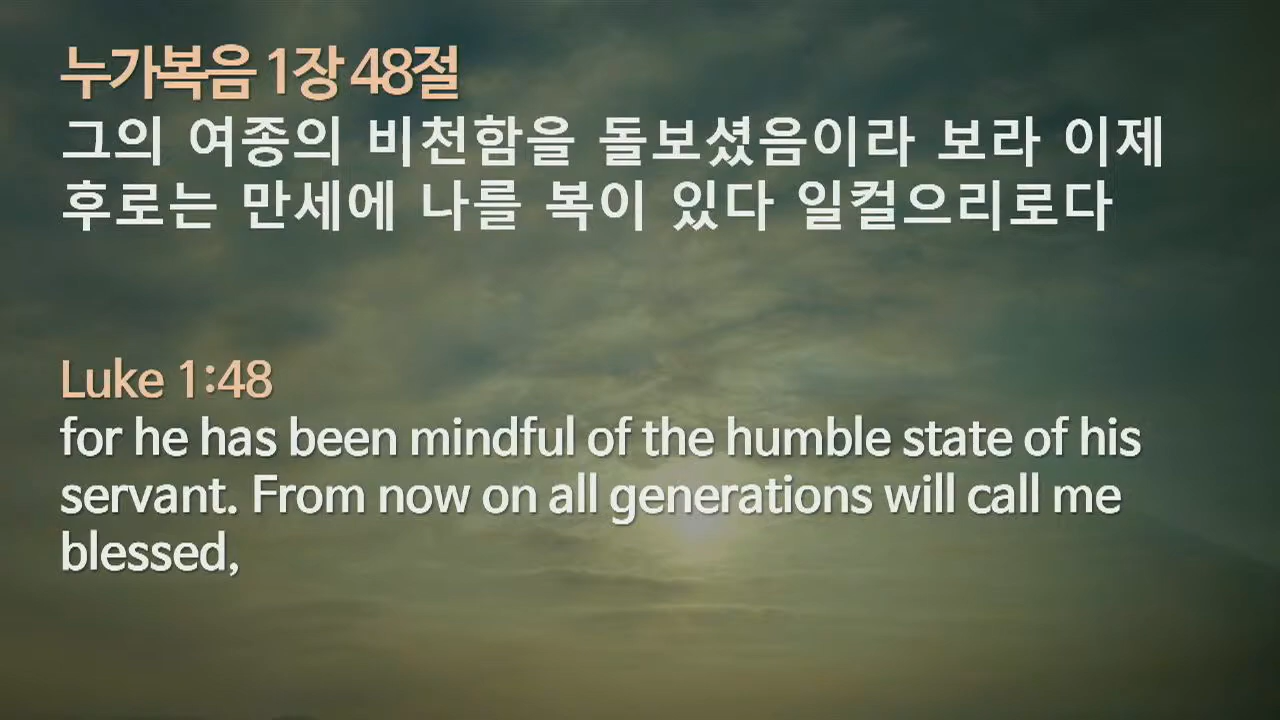 누가복음 1장 48절
그의 여종의 비천함을 돌보셨음이라 보라 이제
후로는 만세에 나를 복이 있다 일컬으리로다
Luke 1:48
for he has been mindful of the humble state of his
servant. From now on all generations will call me
blessed,